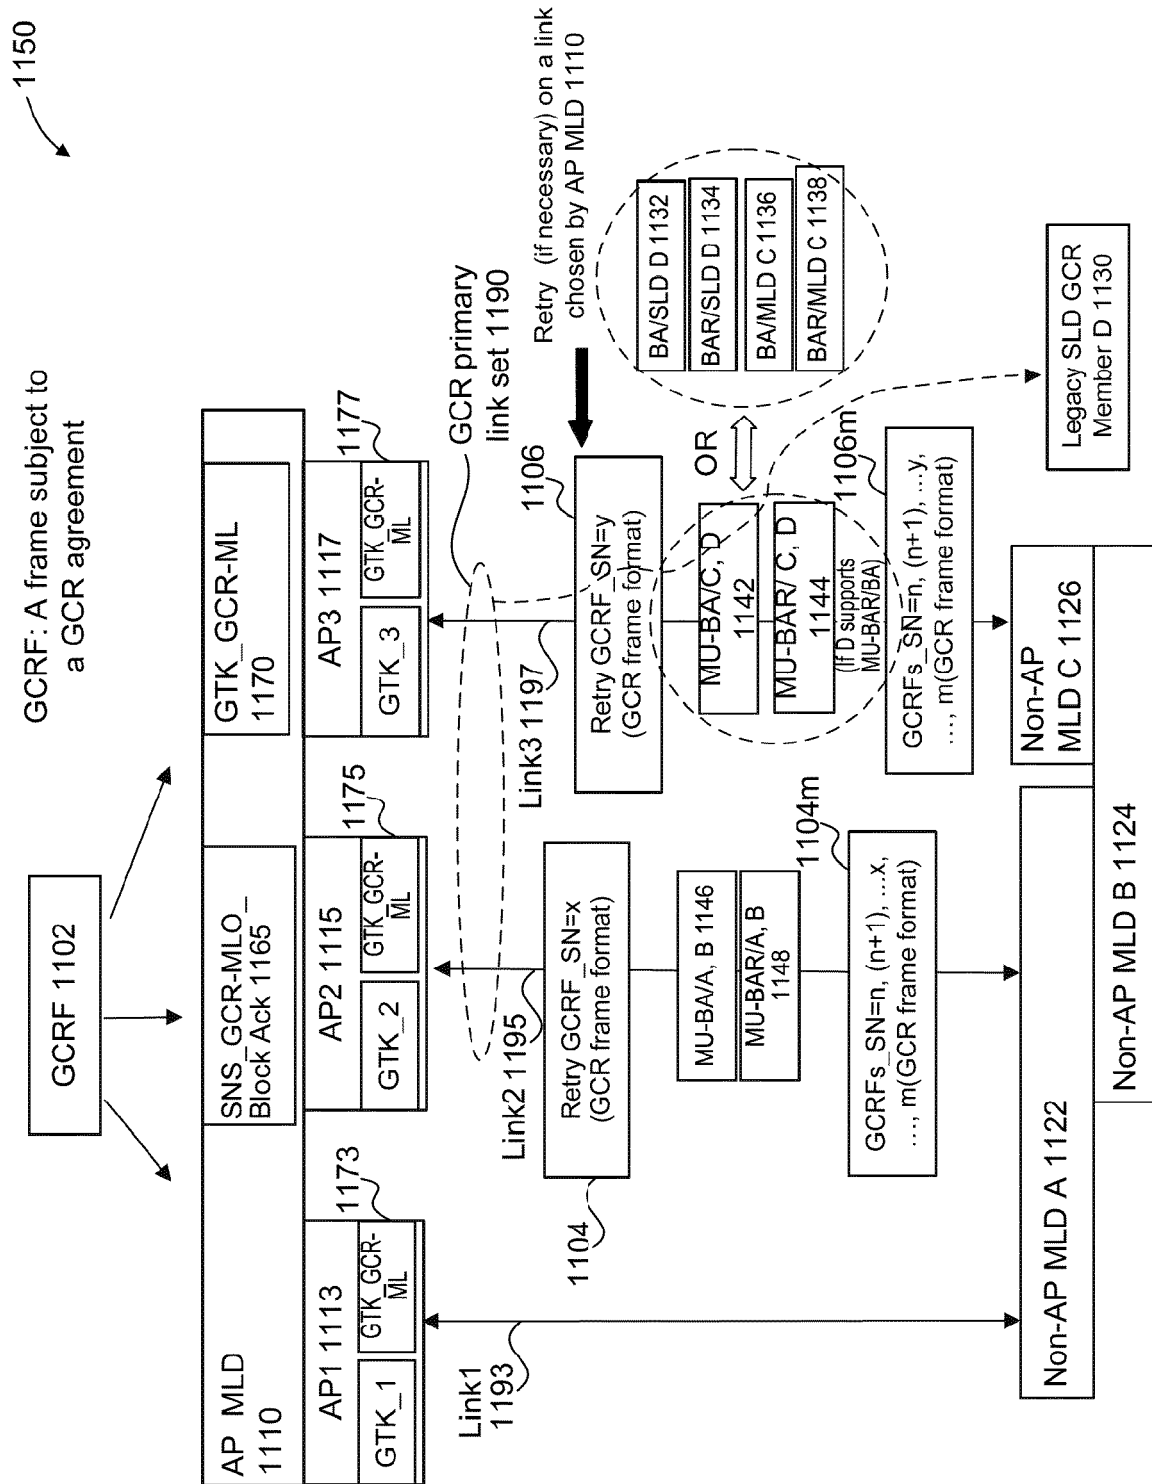 1150
GCRF: A frame subject to
a GCR agreement
GCRF 1102
AP MLD
1110
SNS_GCR-MLO_
Block Ack 1165
GTK_GCR-ML
1170
AP1 1113
1173
GTK_1
GTK_GCR-
ML
AP2 1115
1175
GTK_2
GTK_GCR-
ML
AP3 1117
1177
GTK_3
GTK_GCR-
ML
GCR primary
link set 1190
Link1
1193
Link2 1195
Link3 1197
1104
Retry GCRF_SN=x
(GCR frame format)
1106
Retry GCRF_SN=y
(GCR frame format)
Retry (if necessary) on a link
chosen by AP MLD 1110
MU-BA/A, B 1146
MU-BAR/A, B
1148
MU-BA/C, D
1142
MU-BAR/ C, D
1144
(If D supports
MU-BAR/BA)
OR
BA/SLD D 1132
BAR/SLD D 1134
BA/MLD C 1136
BAR/MLD C 1138
1104m
GCRFs_SN=n, (n+1), ...x,
..., m(GCR frame format)
1106m
GCRFs_SN=n, (n+1), ...y,
..., m(GCR frame format)
Non-AP MLD A 1122
Non-AP
MLD C 1126
Non-AP MLD B 1124
Legacy SLD GCR
Member D 1130